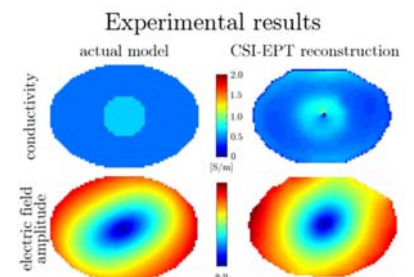 Experimental results
actual model CSI-EPT reconstruction
conductivity
2.0
1.5
1.0
0.5
0
[S/m]
electric field
amplitude
a.u.